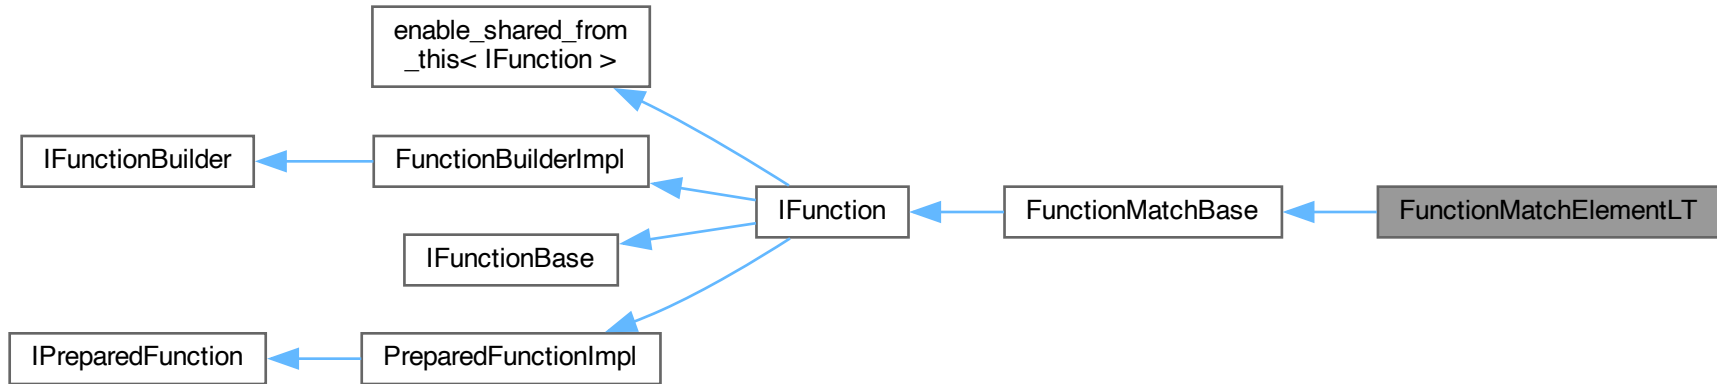 enable_shared_from
_this< IFunction >
IFunctionBuilder
FunctionBuilderImpl
IFunction
FunctionMatchBase
FunctionMatchElementLT
IFunctionBase
IPreparedFunction
PreparedFunctionImpl